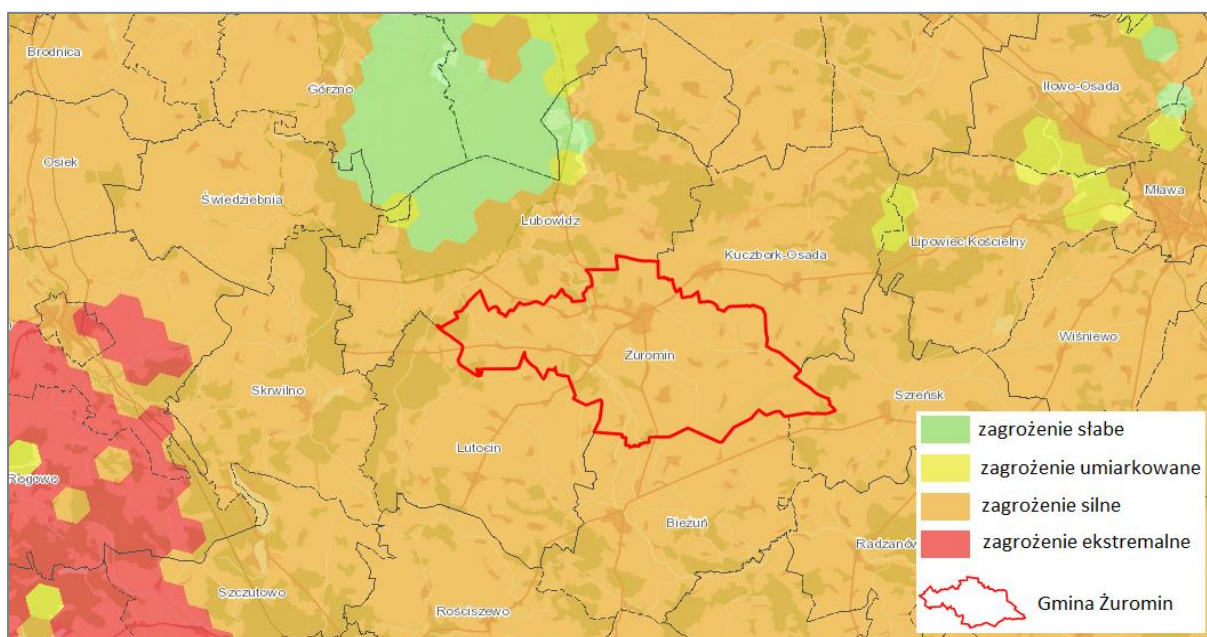 Brodnica
Górzno
Iłowo-Osada
Osiek
Świedziebnia
Mława
Lubowidz
Lipowiec Kościelny
Kuczbork-Osada
Wiśniewo
Żuromin
Skrwilno
Szreńsk
Lutocin
Rogowo
Bieżuń
Radzanów
Szczutowo
Rościszewo
zagrożenie słabe
zagrożenie umiarkowane
zagrożenie silne
zagrożenie ekstremalne
Gmina Żuromin